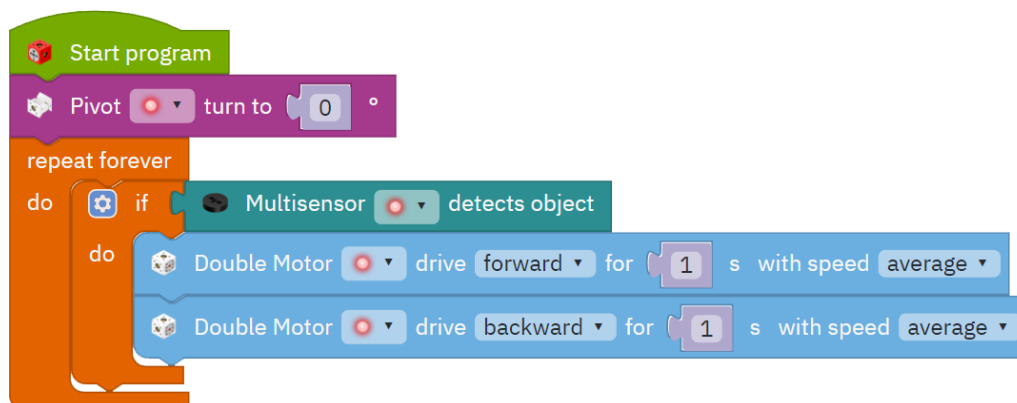 Start program
Pivot turn to 0 °
repeat forever
do if Multisensor detects object
do Double Motor drive forward for 1 s with speed average
Double Motor drive backward for 1 s with speed average